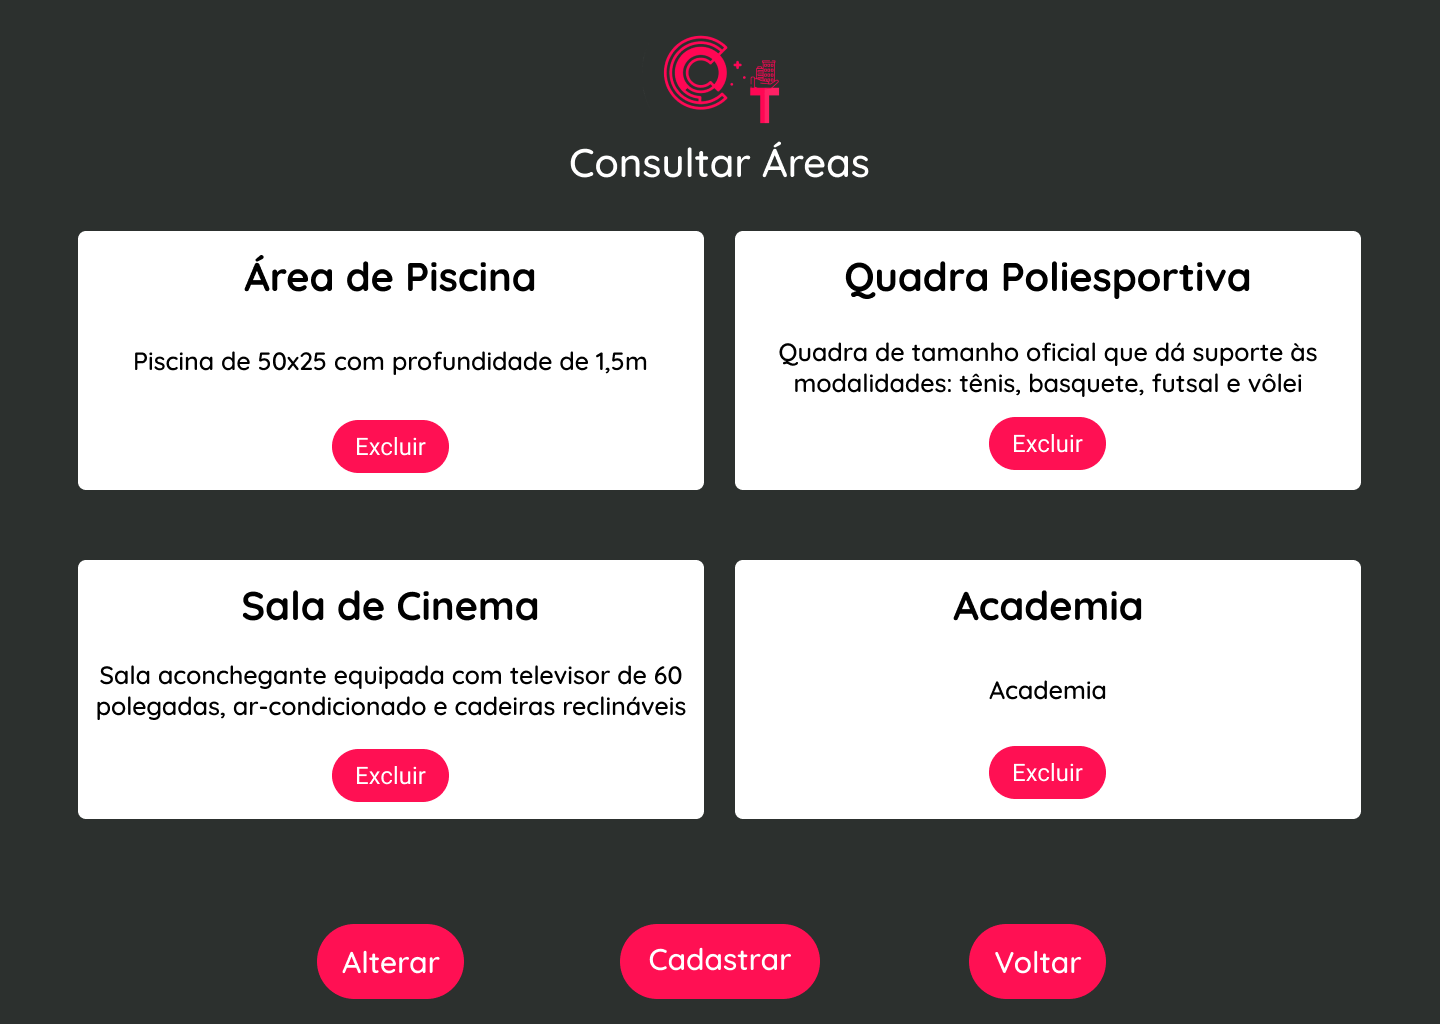 C T
Consultar Áreas
Área de Piscina
Piscina de 50x25 com profundidade de 1,5m
Excluir
Quadra Poliesportiva
Quadra de tamanho oficial que dá suporte às
modalidades: tênis, basquete, futsal e vôlei
Excluir
Sala de Cinema
Sala aconchegante equipada com televisor de 60
polegadas, ar-condicionado e cadeiras reclináveis
Excluir
Academia
Academia
Excluir
Alterar
Cadastrar
Voltar